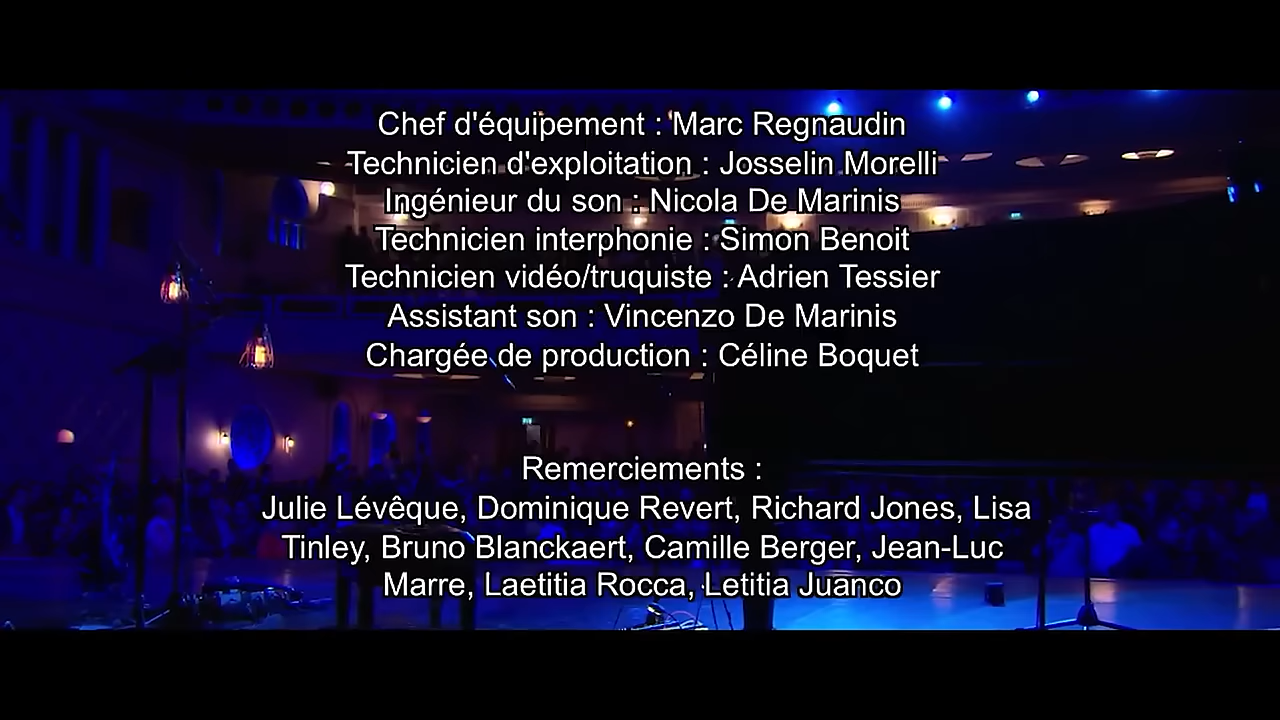 Chef d'équipement : Marc Regnaudin
Technicien d'exploitation : Josselin Morelli
Ingénieur du son : Nicola De Marinis
Technicien interphonie : Simon Benoit
Technicien vidéo/truquiste : Adrien Tessier
Assistant son : Vincenzo De Marinis
Chargée de production : Céline Boquet
Remerciements :
Julie Lévêque, Dominique Revert, Richard Jones, Lisa
Tinley, Bruno Blanckaert, Camille Berger, Jean-Luc
Marre, Laetitia Rocca, Letitia Juanco